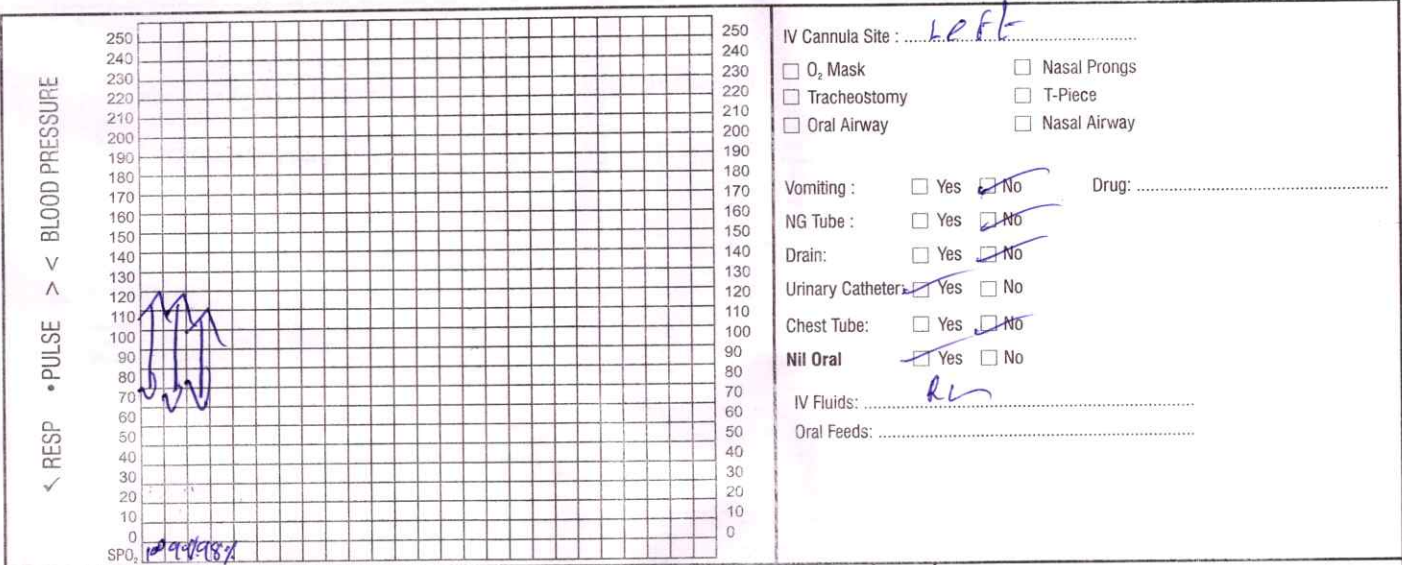 < RESP • PULSE > < BLOOD PRESSURE
250 250
240 240
230 230
220 220
210 210
200 200
190 190
180 180
170 170
160 160
150 150
140 140
130 130
120 120
110 110
100 100
90 90
80 80
70 70
60 60
50 50
40 40
30 30
20 20
10 10
0 0
SPO₂ 100 99% 98%
IV Cannula Site : Left
☐ O₂ Mask ☐ Nasal Prongs
☐ Tracheostomy ☐ T-Piece
☐ Oral Airway ☐ Nasal Airway
Vomiting : ☐ Yes ☑ No Drug:
NG Tube : ☐ Yes ☑ No
Drain: ☐ Yes ☑ No
Urinary Catheter: ☑ Yes ☐ No
Chest Tube: ☐ Yes ☑ No
Nil Oral ☑ Yes ☐ No
IV Fluids: RL
Oral Feeds: